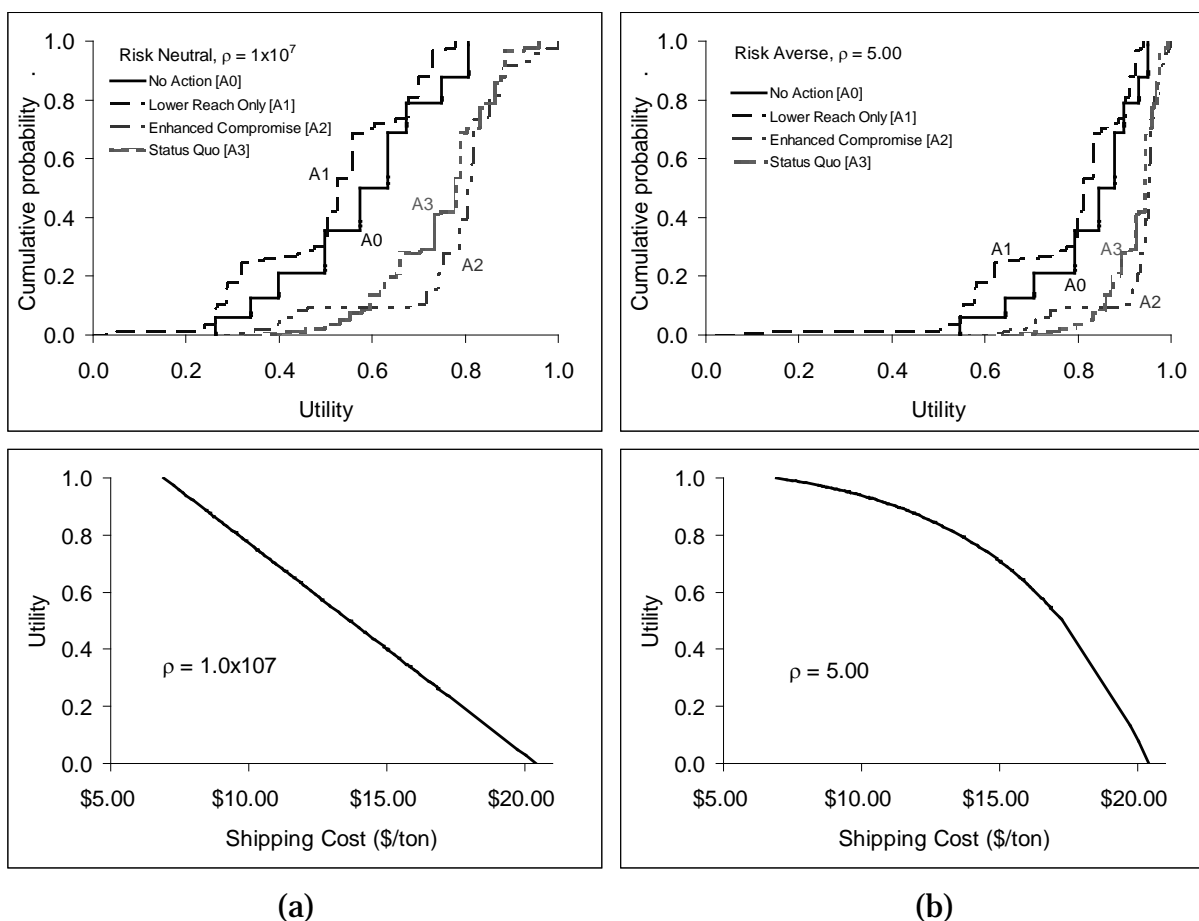 Risk Neutral, ρ = 1x10⁷
No Action [A0]
Lower Reach Only [A1]
Enhanced Compromise [A2]
Status Quo [A3]
Cumulative probability
1.0
0.8
0.6
0.4
0.2
0.0
A1
A3
A0
A2
0.0 0.2 0.4 0.6 0.8 1.0
Utility
Risk Averse, ρ = 5.00
No Action [A0]
Lower Reach Only [A1]
Enhanced Compromise [A2]
Status Quo [A3]
Cumulative probability
1.0
0.8
0.6
0.4
0.2
0.0
A1
A3
A0
A2
0.0 0.2 0.4 0.6 0.8 1.0
Utility
Utility
1.0
0.8
0.6
0.4
0.2
0.0
ρ = 1.0x107
$5.00 $10.00 $15.00 $20.00
Shipping Cost ($/ton)
Utility
1.0
0.8
0.6
0.4
0.2
0.0
ρ = 5.00
$5.00 $10.00 $15.00 $20.00
Shipping Cost ($/ton)
(a)
(b)